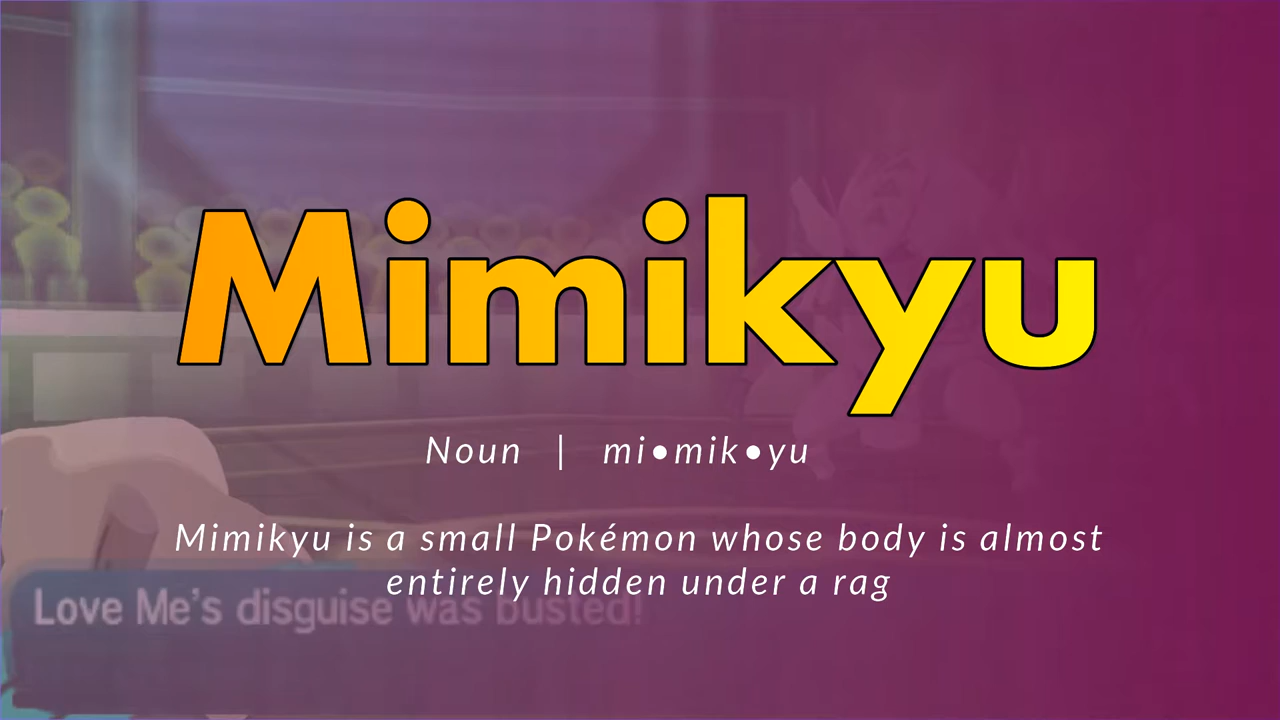 Mimikyu
Noun | mi•mik•yu
Mimikyu is a small Pokémon whose body is almost
entirely hidden under a rag
Love Me's disguise was busted!